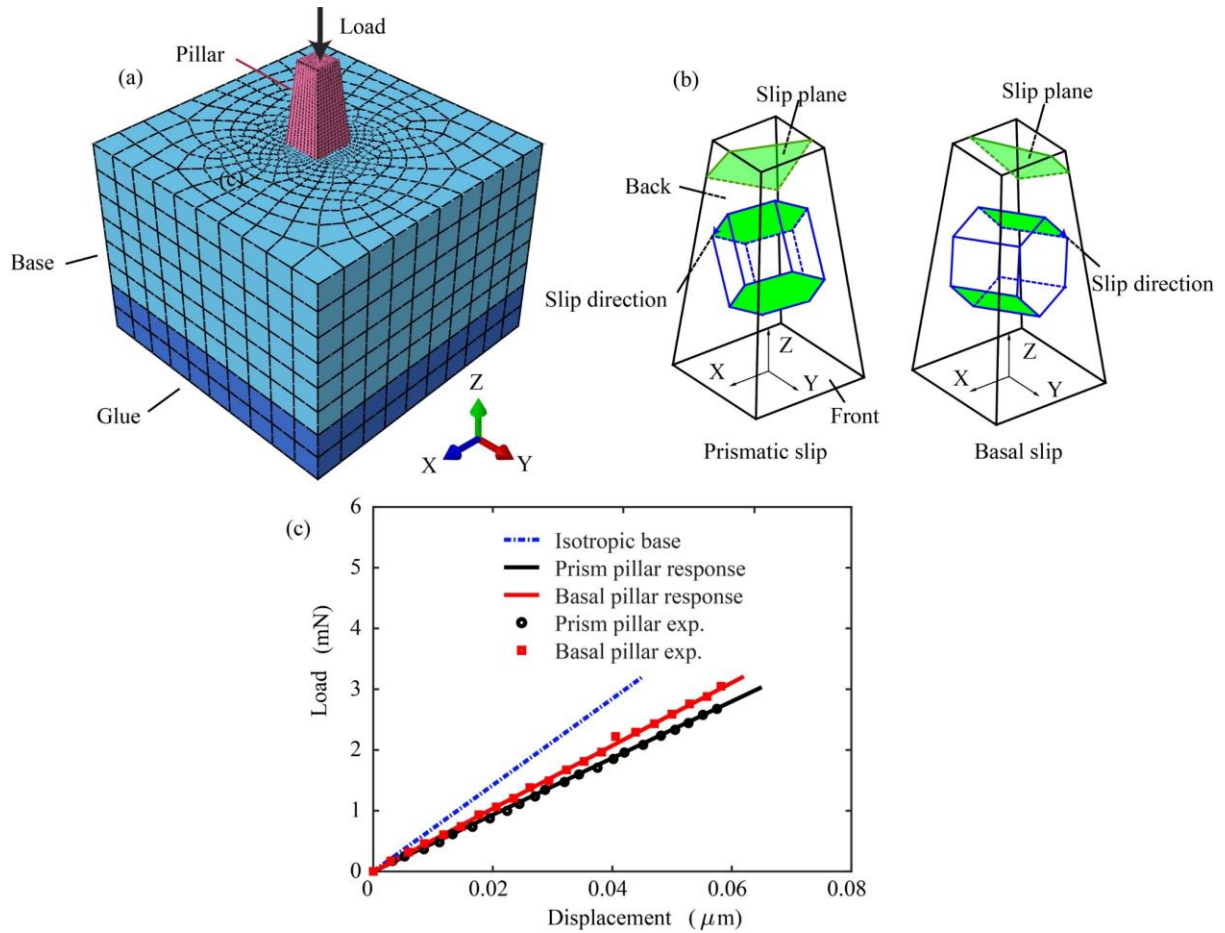 Load
(a)
Pillar
(c)
Base
Glue
Z
X
Y
(b)
Slip plane
Slip plane
Back
Slip direction
Slip direction
Z
X
Y
Front
Z
X
Y
Prismatic slip
Basal slip
(c)
Load (mN)
6
5
4
3
2
1
0
Isotropic base
Prism pillar response
Basal pillar response
Prism pillar exp.
Basal pillar exp.
0
0.02
0.04
0.06
0.08
Displacement (μm)